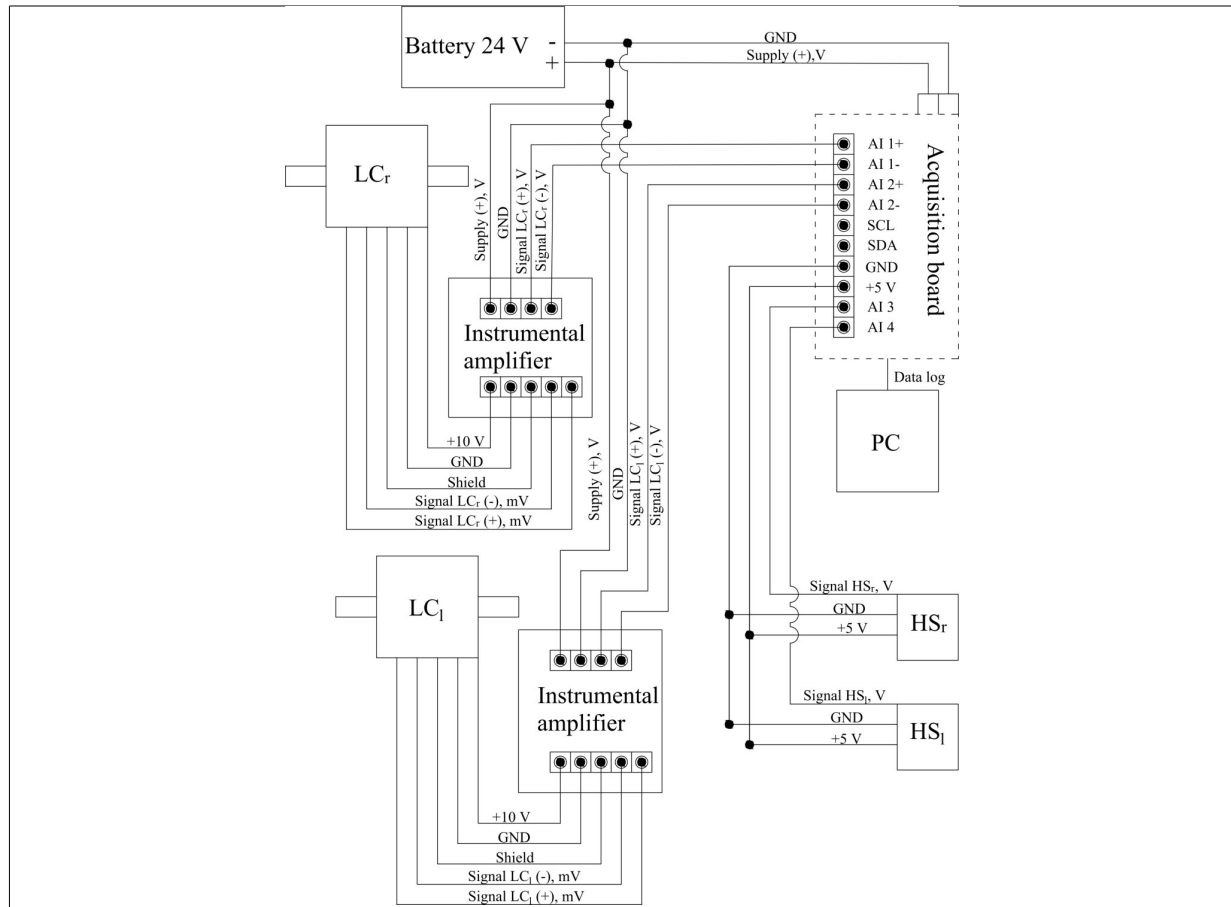 Battery 24 V
-
+
GND
Supply (+),V
LCᵣ
Supply (+), V
GND
Signal LCᵣ (+), V
Signal LCᵣ (-), V
AI 1+
AI 1-
AI 2+
AI 2-
SCL
SDA
GND
+5 V
AI 3
AI 4
Acquisition board
Instrumental
amplifier
Data log
PC
+10 V
GND
Shield
Signal LCᵣ (-), mV
Signal LCᵣ (+), mV
Supply (+), V
GND
Signal LCₗ (+), V
Signal LCₗ (-), V
LCₗ
Signal HSᵣ, V
GND
+5 V
HSᵣ
Instrumental
amplifier
Signal HSₗ, V
GND
+5 V
HSₗ
+10 V
GND
Shield
Signal LCₗ (-), mV
Signal LCₗ (+), mV